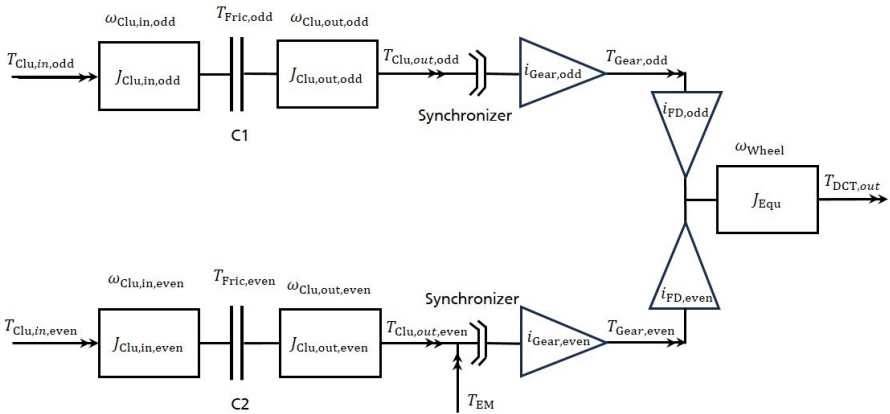 ω_Clu,in,odd
T_Fric,odd
ω_Clu,out,odd
T_Clu,in,odd
J_Clu,in,odd
J_Clu,out,odd
T_Clu,out,odd
i_Gear,odd
T_Gear,odd
Synchronizer
i_FD,odd
C1
ω_Wheel
J_Equ
T_DCT,out
ω_Clu,in,even
T_Fric,even
ω_Clu,out,even
Synchronizer
i_FD,even
T_Clu,in,even
J_Clu,in,even
J_Clu,out,even
T_Clu,out,even
i_Gear,even
T_Gear,even
C2
T_EM